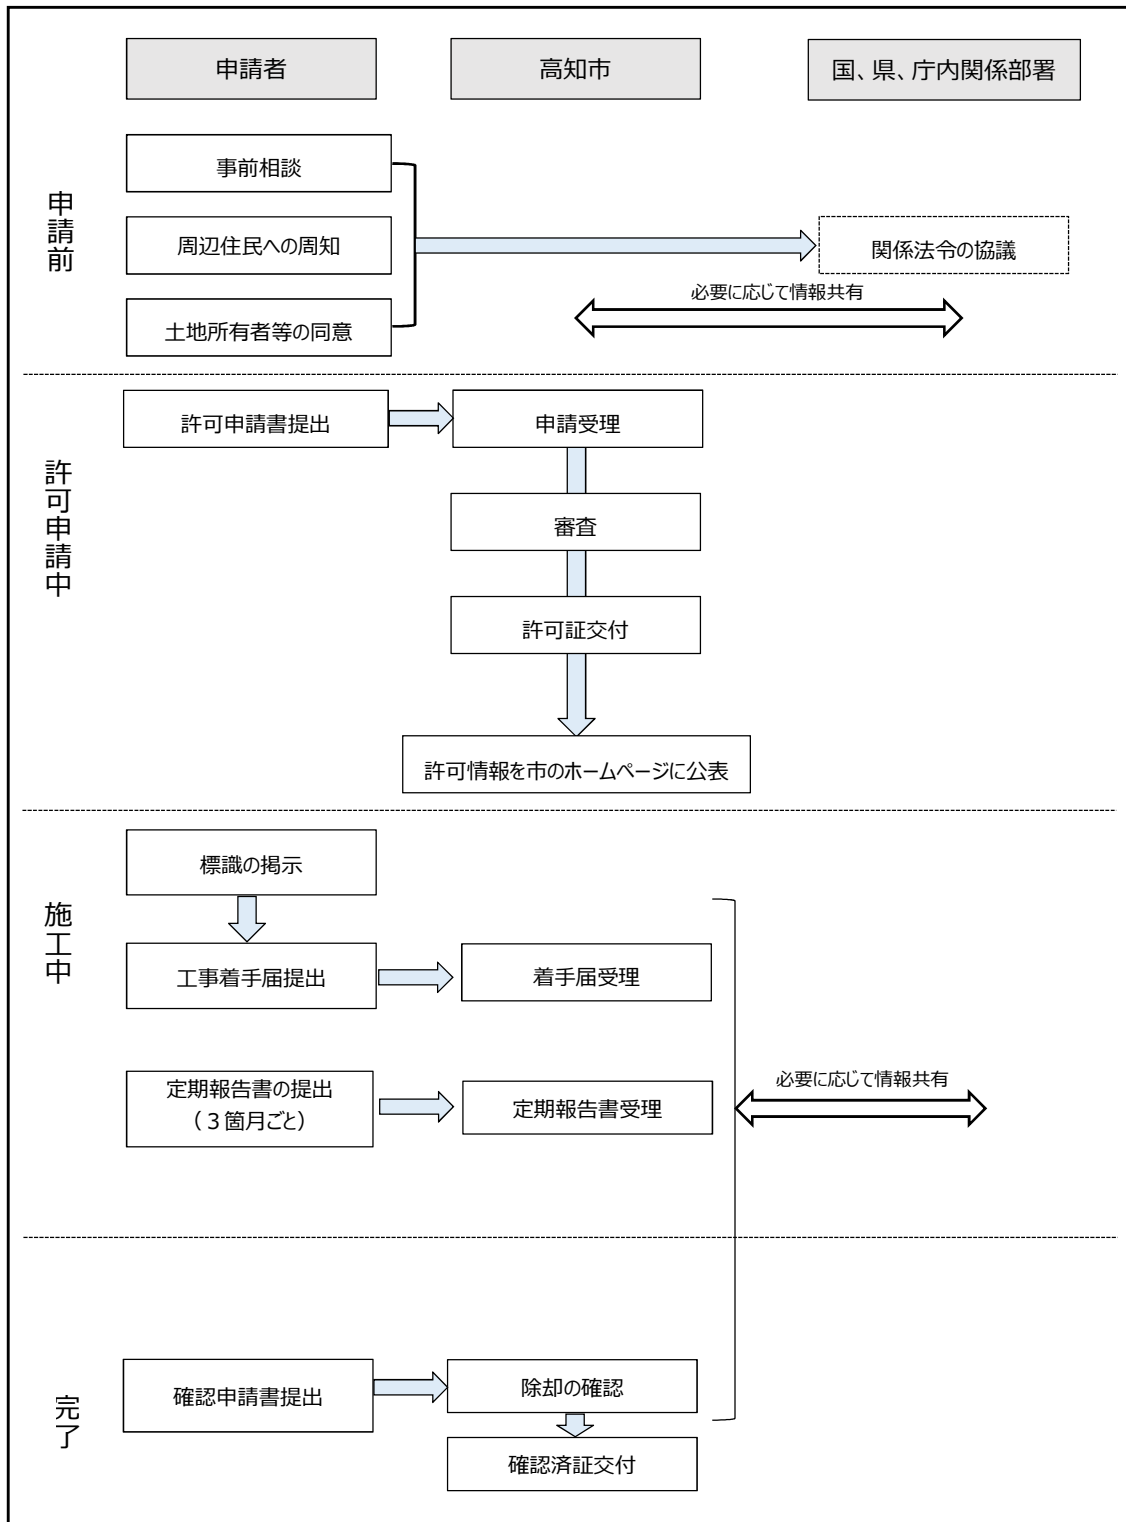 申請者
高知市
国、県、庁内関係部署
申請前
事前相談
周辺住民への周知
関係法令の協議
必要に応じて情報共有
土地所有者等の同意
許可申請中
許可申請書提出
申請受理
審査
許可証交付
許可情報を市のホームページに公表
施工中
標識の掲示
工事着手届提出
着手届受理
定期報告書の提出
（３箇月ごと）
定期報告書受理
必要に応じて情報共有
完了
確認申請書提出
除却の確認
確認済証交付